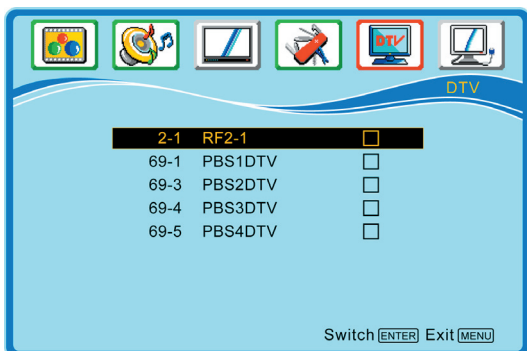 DTV
DTV
2-1 RF2-1
69-1 PBS1DTV
69-3 PBS2DTV
69-4 PBS3DTV
69-5 PBS4DTV
Switch ENTER Exit MENU